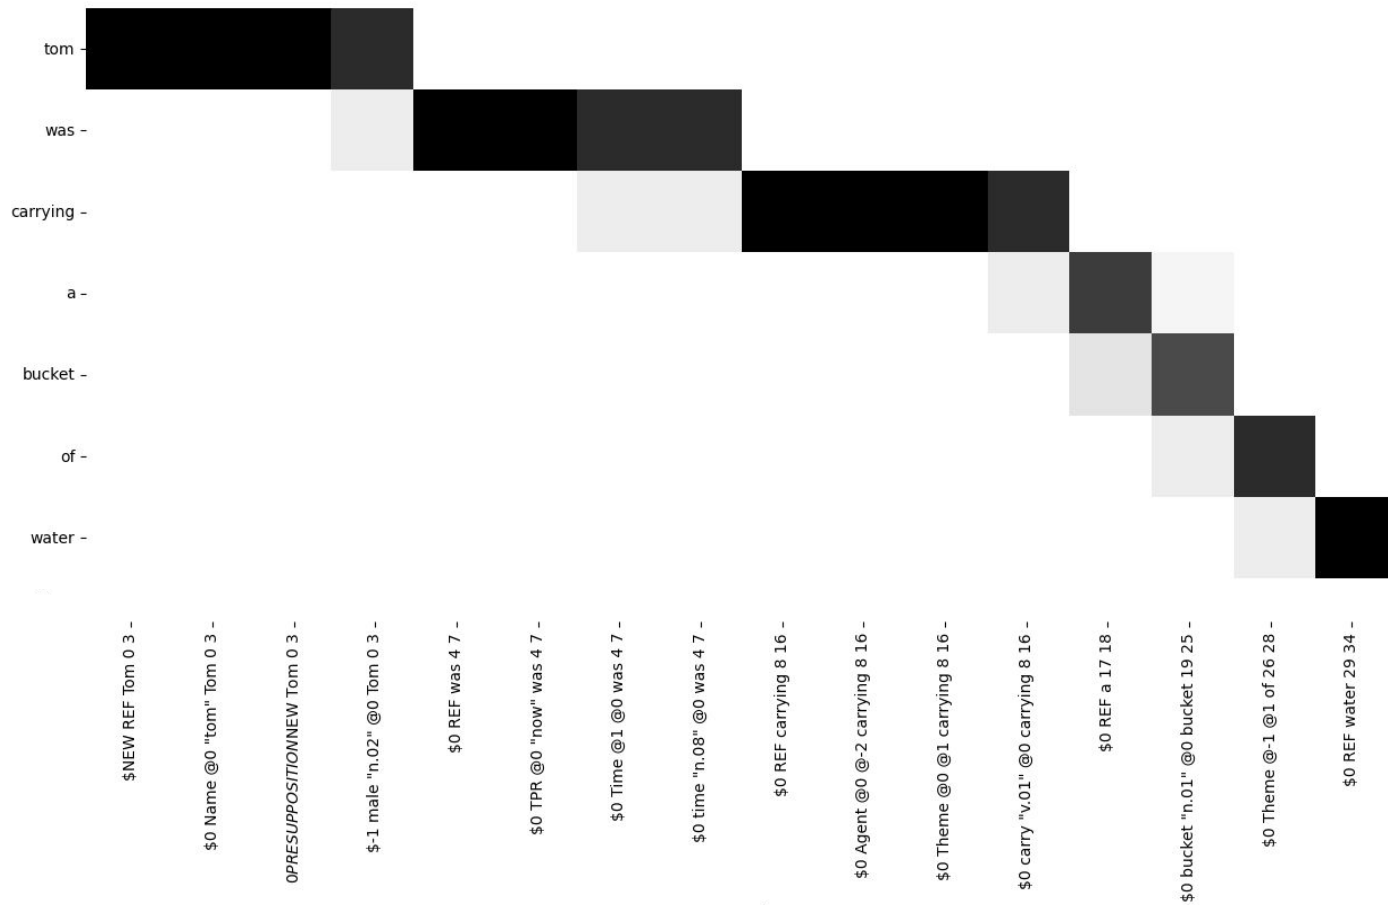 tom
was
carrying
a
bucket
of
water
$NEW REF Tom 0 3
$0 Name @0 "tom" Tom 0 3
0PRESUPPOSITIONNEW Tom 0 3
$-1 male "n.02" @0 Tom 0 3
$0 REF was 4 7
$0 TPR @0 "now" was 4 7
$0 Time @1 @0 was 4 7
$0 time "n.08" @0 was 4 7
$0 REF carrying 8 16
$0 Agent @0 @-2 carrying 8 16
$0 Theme @0 @1 carrying 8 16
$0 carry "v.01" @0 carrying 8 16
$0 REF a 17 18
$0 bucket "n.01" @0 bucket 19 25
$0 Theme @-1 @1 of 26 28
$0 REF water 29 34